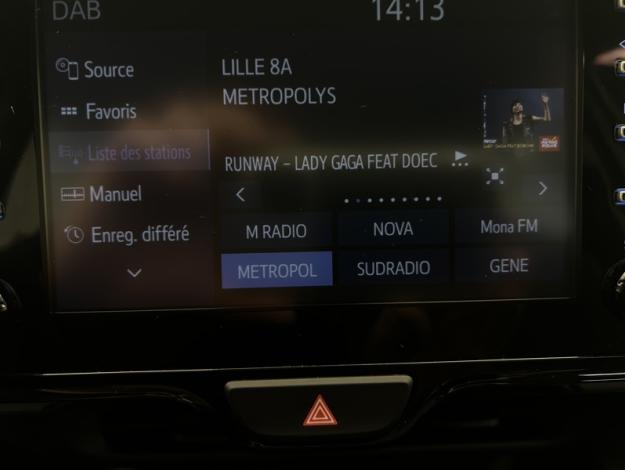 DAB
14:13
Source
Favoris
Liste des stations
Manuel
Enreg. différé
LILLE 8A
METROPOLYS
RUNWAY – LADY GAGA FEAT DOEC
M RADIO
NOVA
Mona FM
METROPOL
SUDRADIO
GENE